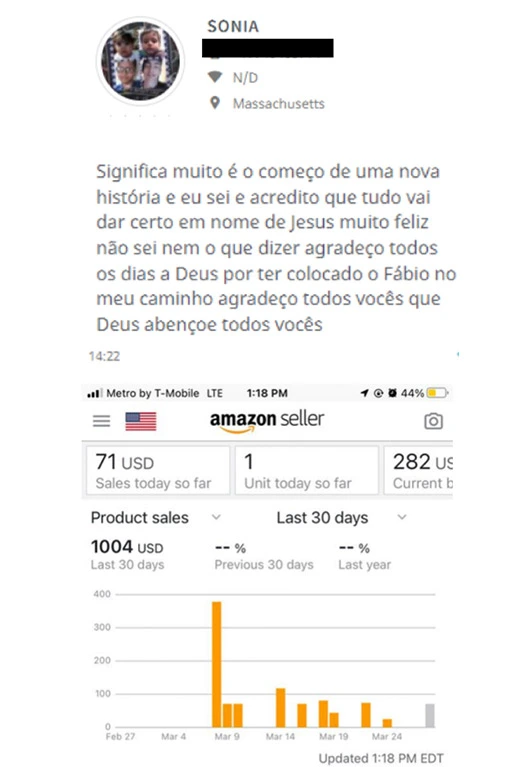 SONIA
N/D
Massachusetts
Significa muito é o começo de uma nova
história e eu sei e acredito que tudo vai
dar certo em nome de Jesus muito feliz
não sei nem o que dizer agradeço todos
os dias a Deus por ter colocado o Fábio no
meu caminho agradeço todos vocês que
Deus abençoe todos vocês
14:22
Metro by T-Mobile LTE 1:18 PM 44%
amazon seller
71 USD 1 282 US
Sales today so far Unit today so far Current b
Product sales Last 30 days
1004 USD -- % -- %
Last 30 days Previous 30 days Last year
400
300
200
100
0
Feb 27 Mar 4 Mar 9 Mar 14 Mar 19 Mar 24
Updated 1:18 PM EDT